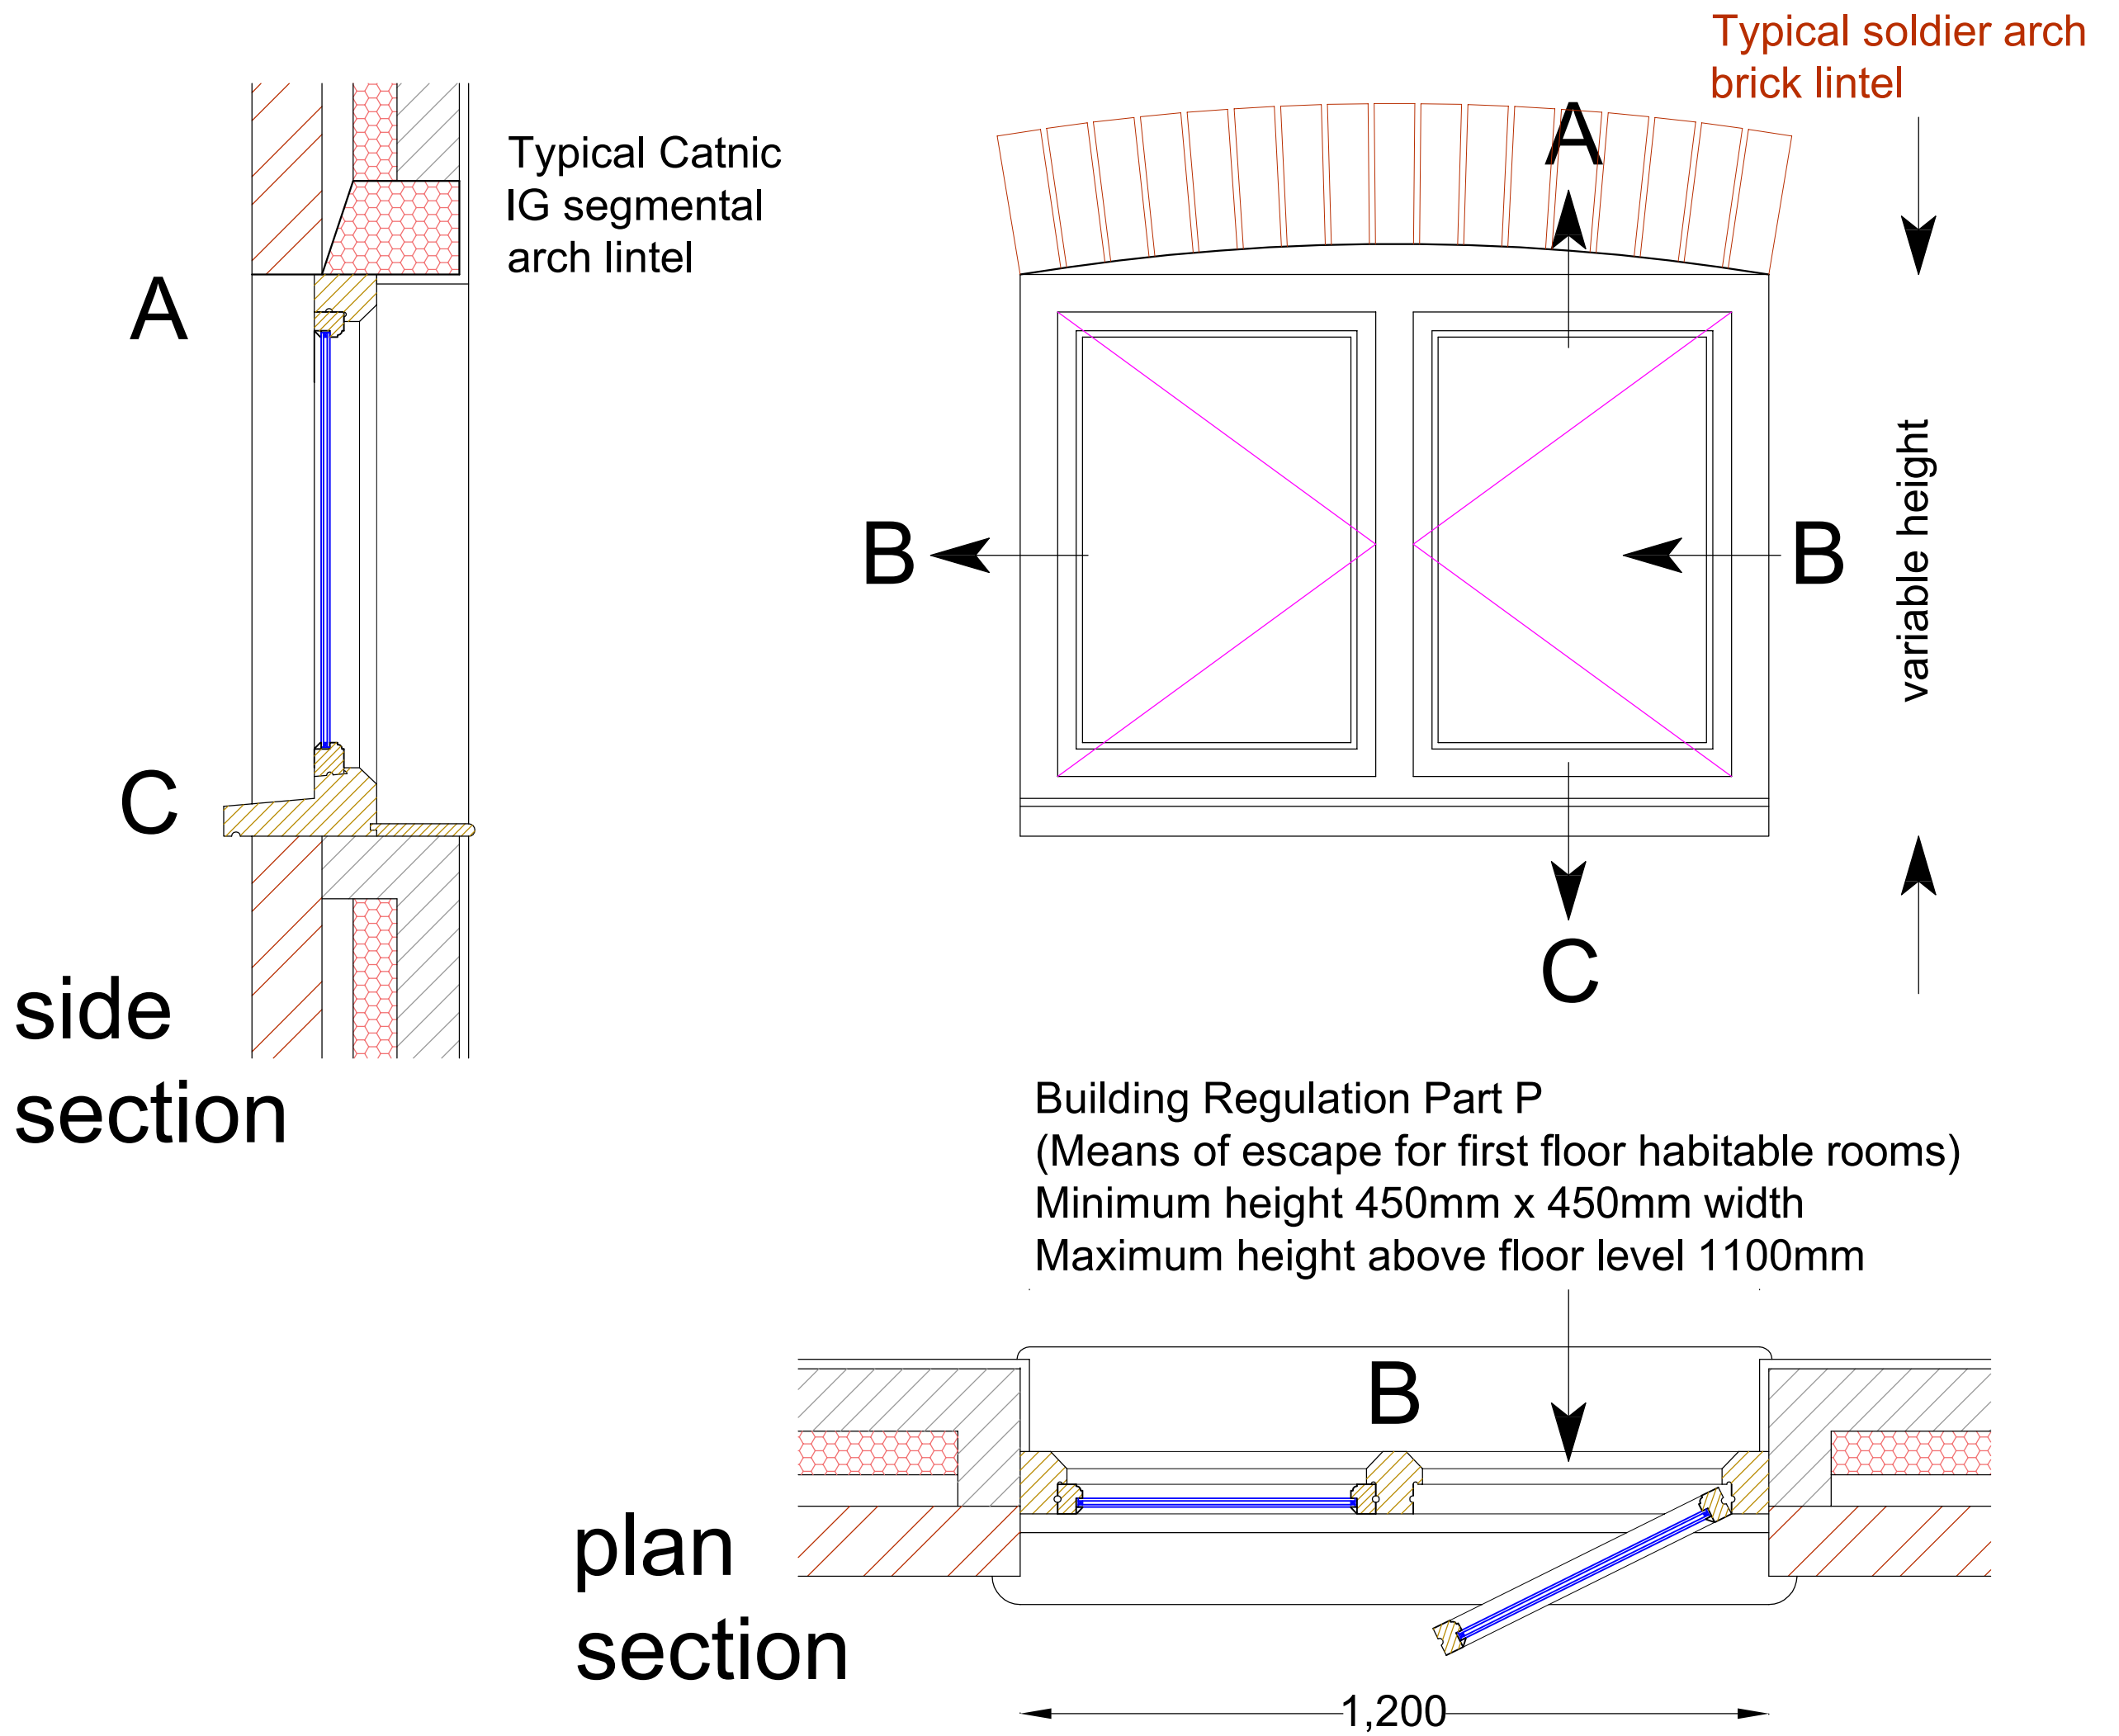 Typical soldier arch
brick lintel
Typical Catnic
IG segmental
arch lintel
A
A
B
B
variable height
C
C
side
section
Building Regulation Part P
(Means of escape for first floor habitable rooms)
Minimum height 450mm x 450mm width
Maximum height above floor level 1100mm
B
plan
section
1,200